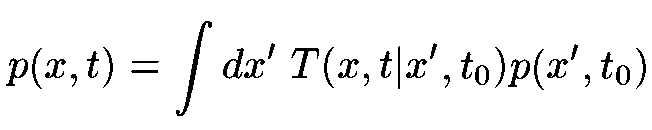 p(x, t) = ∫ dx′ T(x, t|x′, t₀)p(x′, t₀)